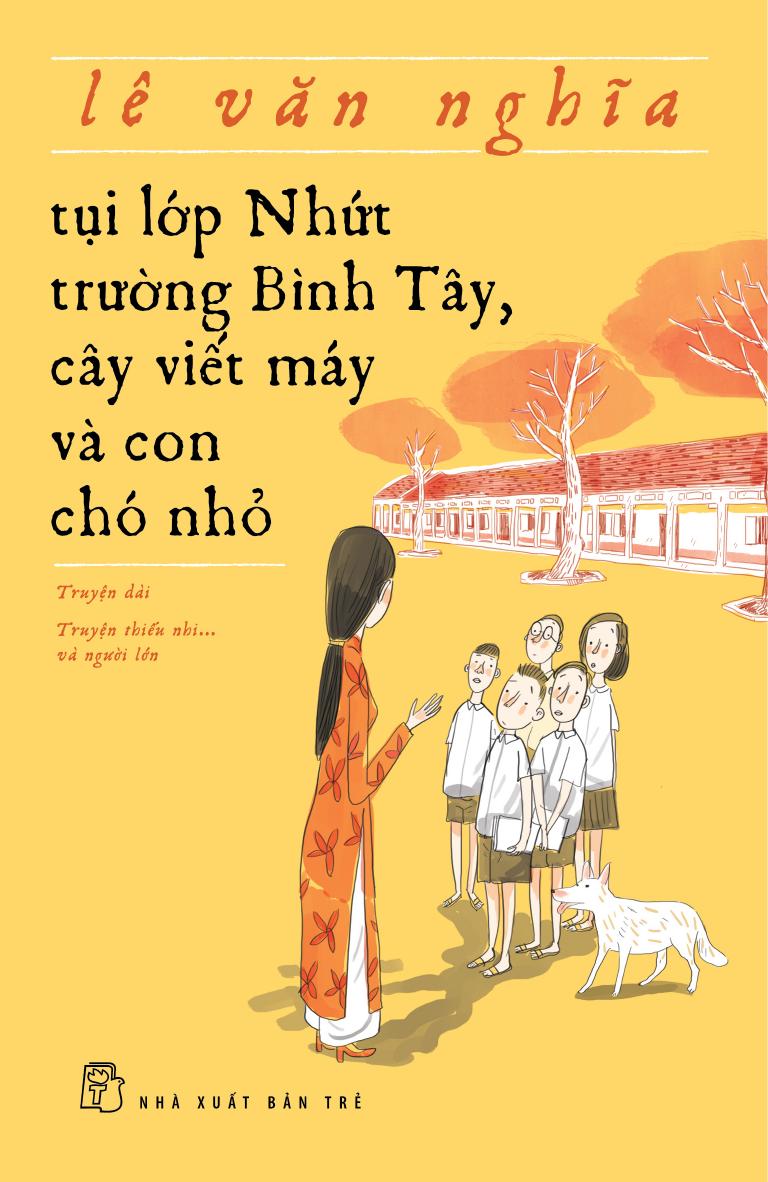 lê văn nghĩa
tụi lớp Nhứt
trường Bình Tây,
cây viết máy
và con
chó nhỏ
Truyện dài
Truyện thiếu nhi...
và người lớn
T
NHÀ XUẤT BẢN TRẺ